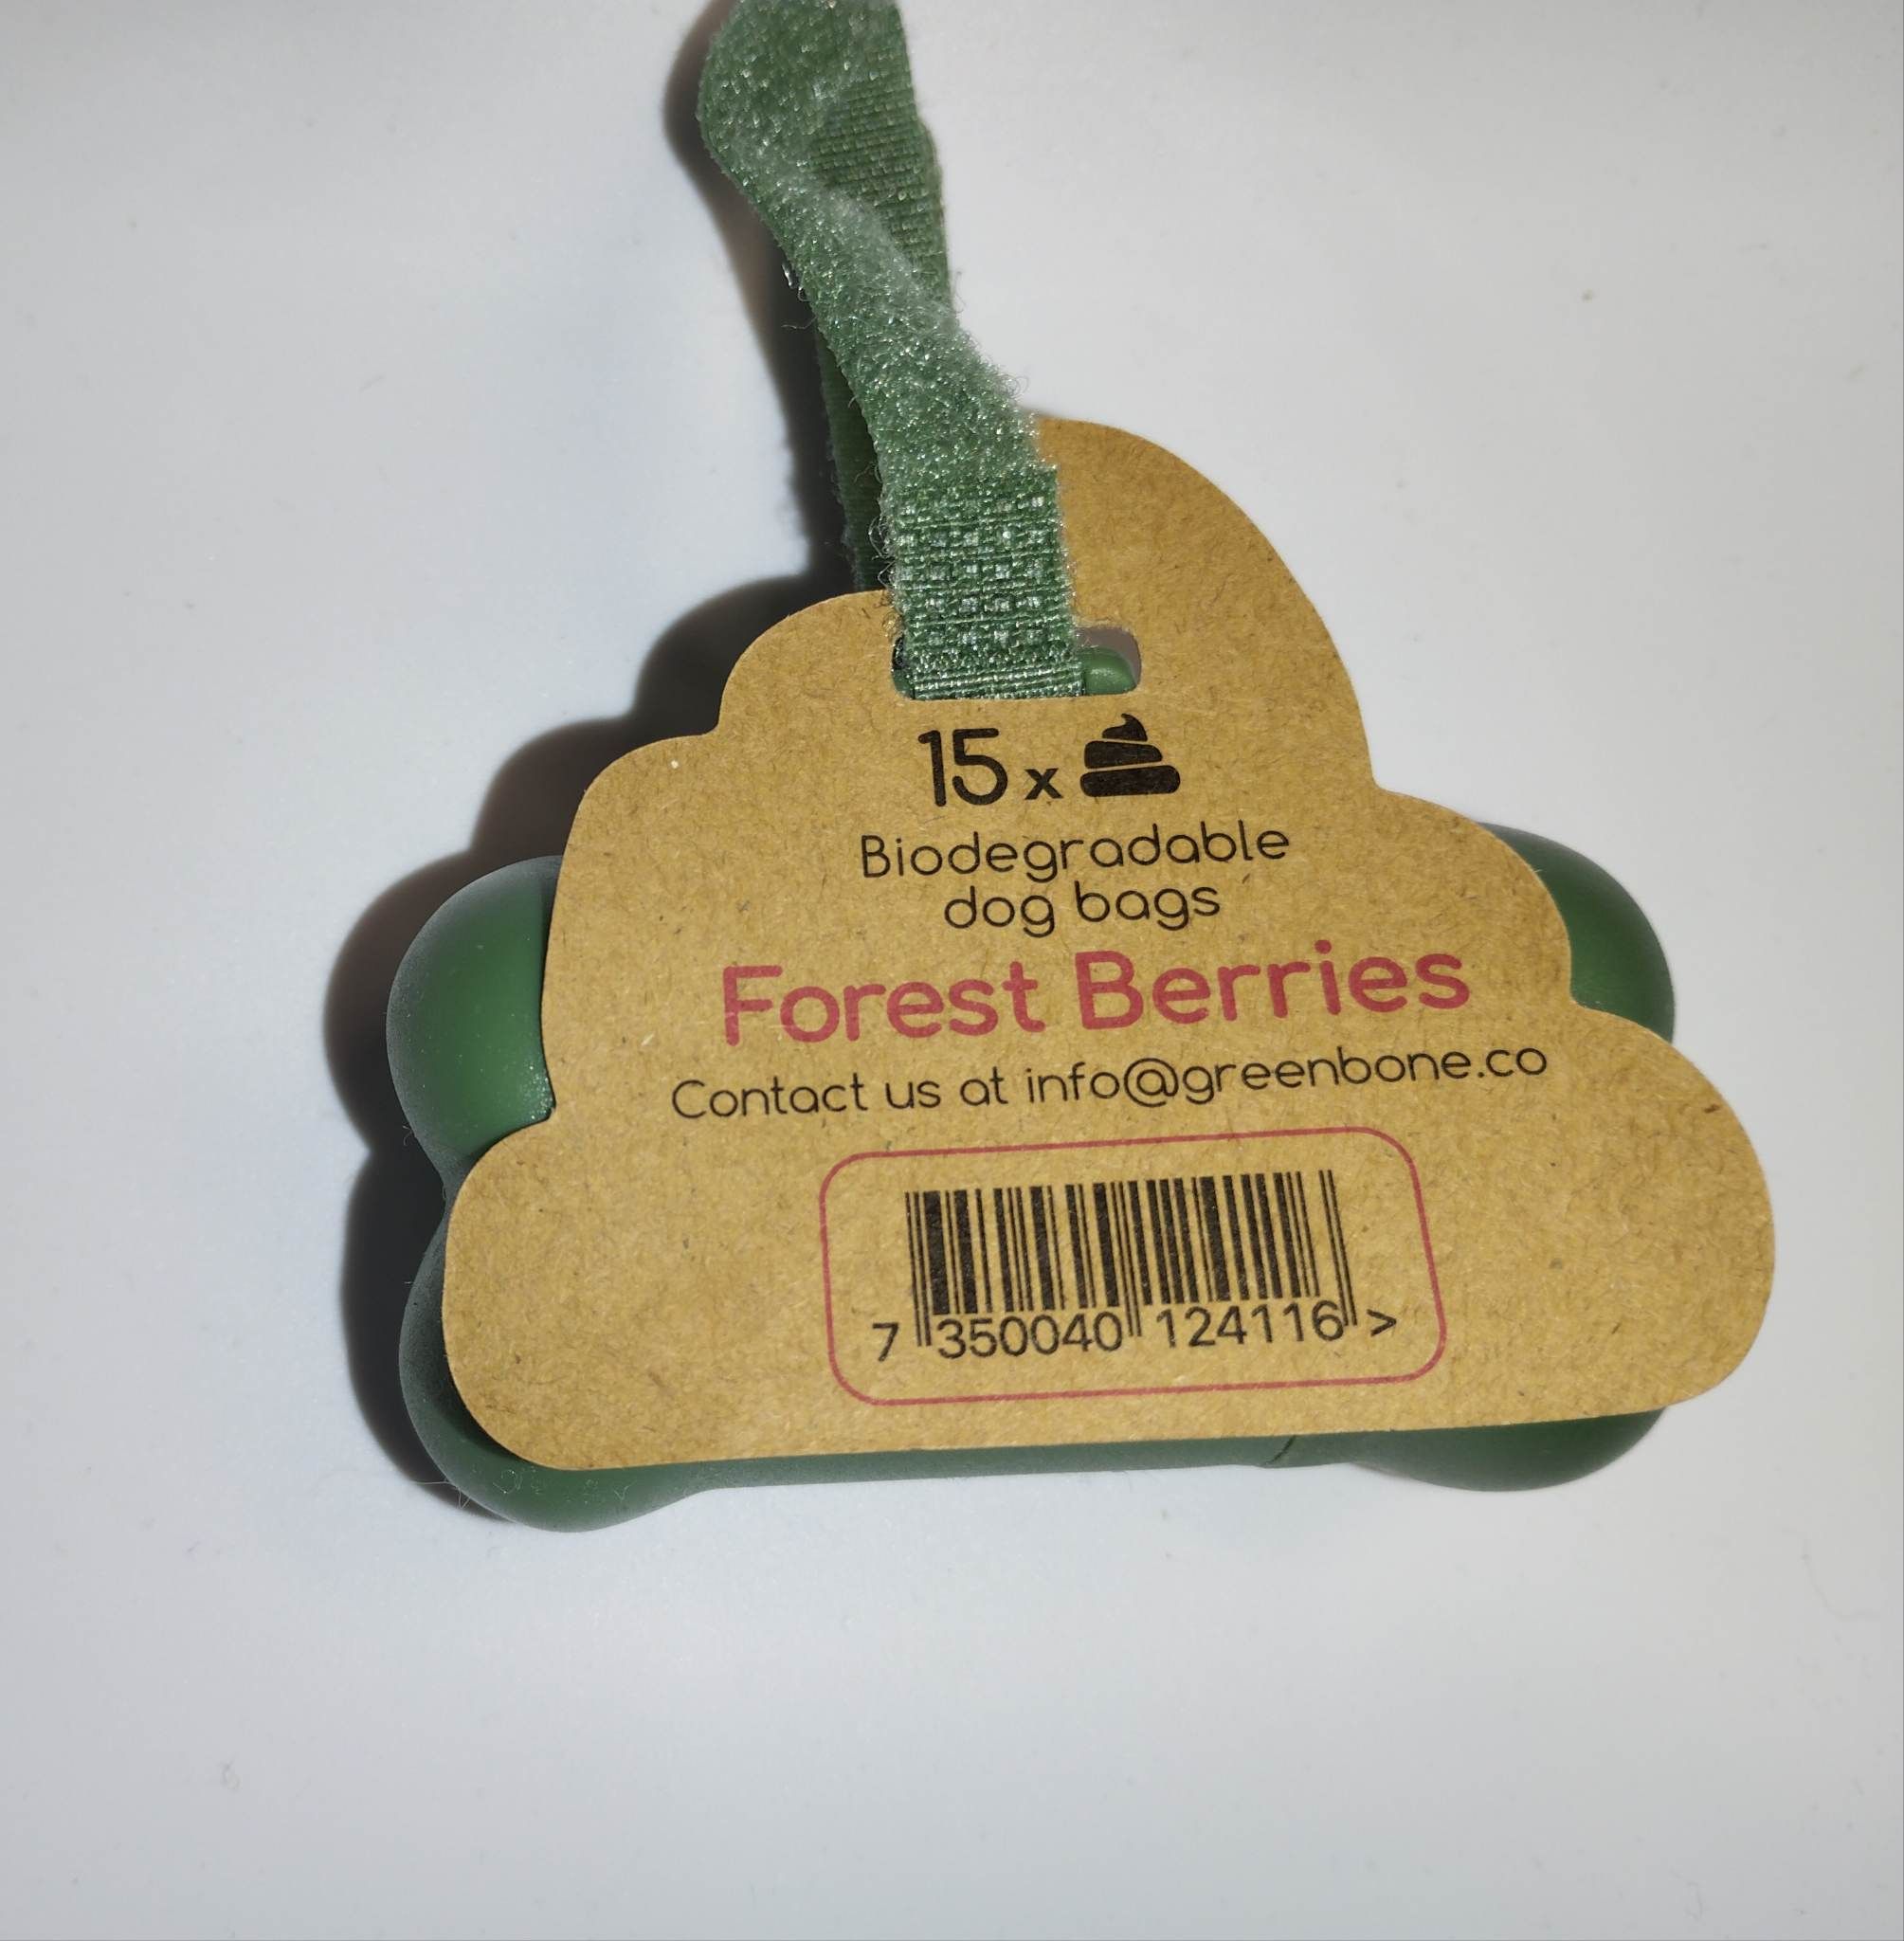 15 x
Biodegradable
dog bags
Forest Berries
Contact us at info@greenbone.co
7 350040 124116 >